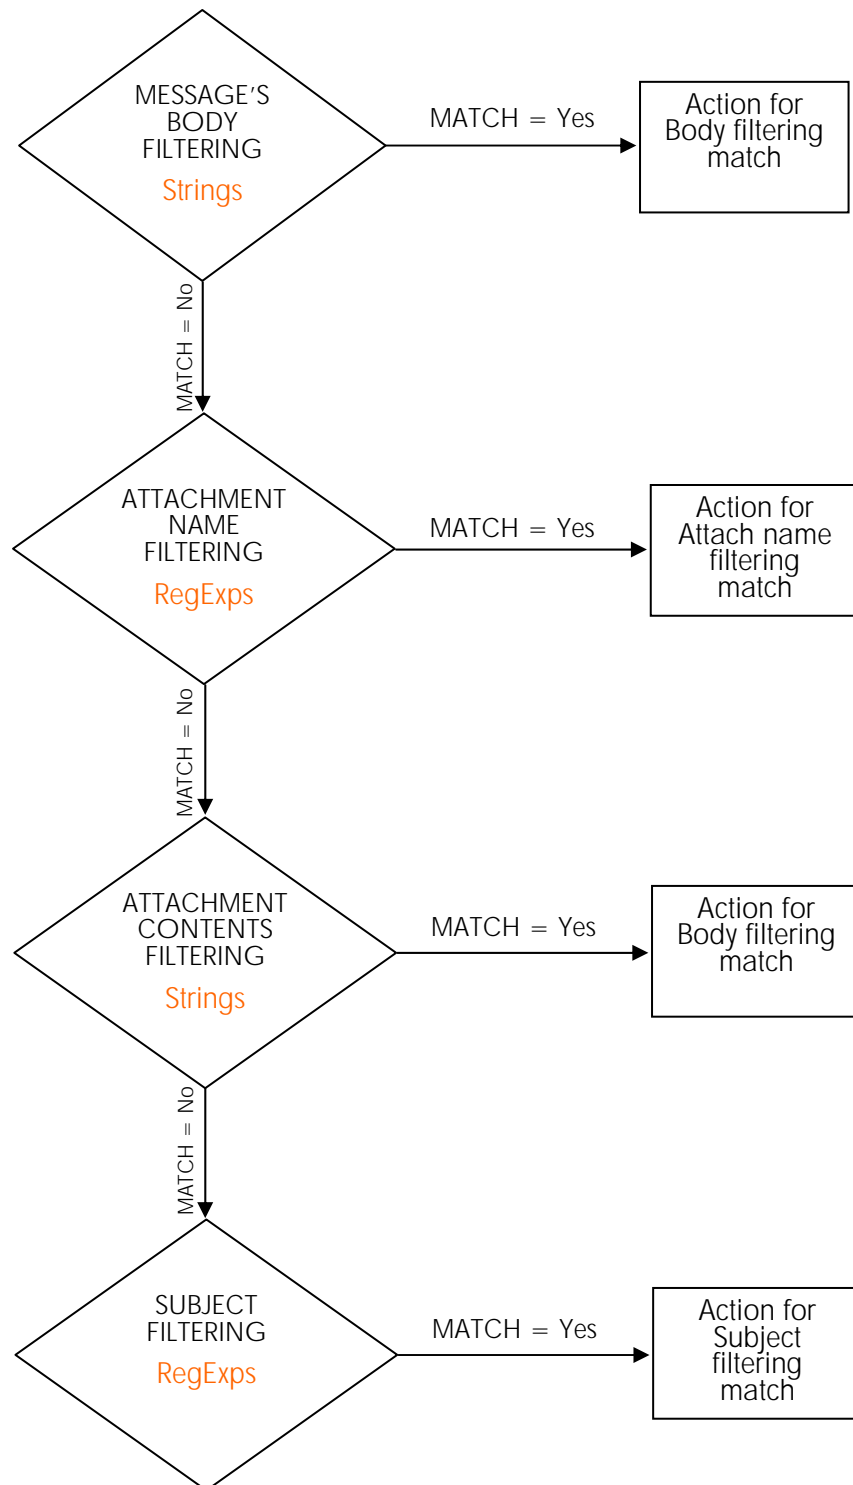 MESSAGE'S
BODY
FILTERING
Strings
MATCH = Yes
Action for
Body filtering
match
MATCH = No
ATTACHMENT
NAME
FILTERING
RegExps
MATCH = Yes
Action for
Attach name
filtering
match
MATCH = No
ATTACHMENT
CONTENTS
FILTERING
Strings
MATCH = Yes
Action for
Body filtering
match
MATCH = No
SUBJECT
FILTERING
RegExps
MATCH = Yes
Action for
Subject
filtering
match